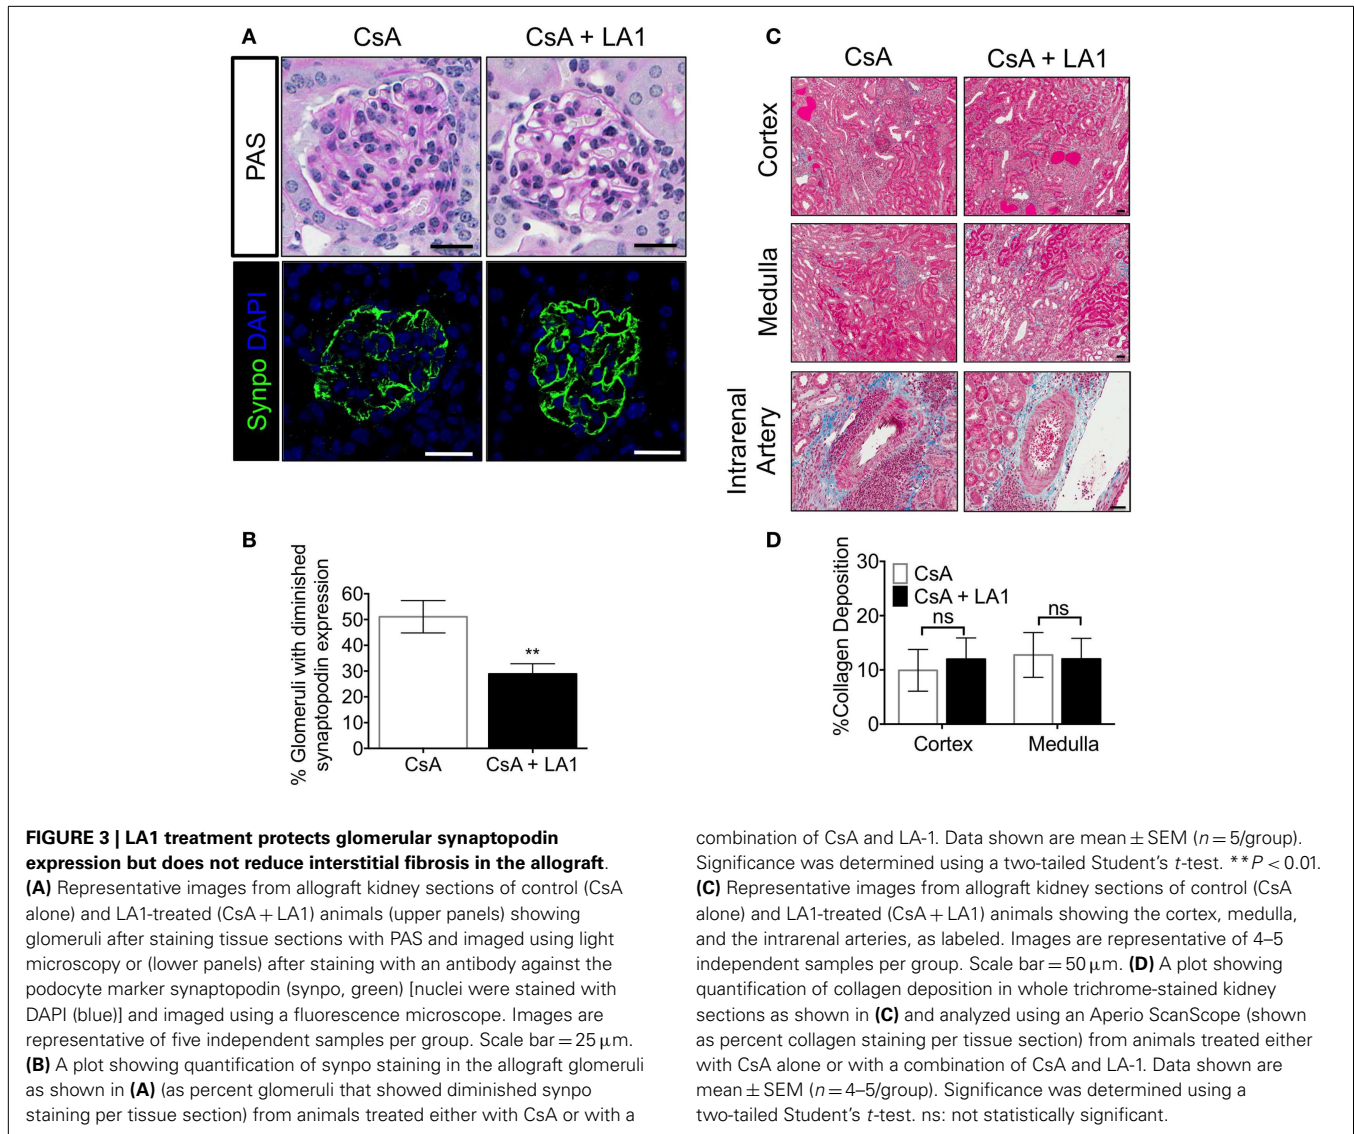 A
CsA
CsA + LA1
PAS
Synpo DAPI
B
% Glomeruli with diminished
synaptopodin expression
60
50
40
30
20
10
0
**
CsA
CsA + LA1
C
CsA
CsA + LA1
Cortex
Medulla
Intrarenal
Artery
D
%Collagen Deposition
30
20
10
0
CsA
CsA + LA1
ns
ns
Cortex
Medulla
FIGURE 3 | LA1 treatment protects glomerular synaptopodin
expression but does not reduce interstitial fibrosis in the allograft.
(A) Representative images from allograft kidney sections of control (CsA
alone) and LA1-treated (CsA + LA1) animals (upper panels) showing
glomeruli after staining tissue sections with PAS and imaged using light
microscopy or (lower panels) after staining with an antibody against the
podocyte marker synaptopodin (synpo, green) [nuclei were stained with
DAPI (blue)] and imaged using a fluorescence microscope. Images are
representative of five independent samples per group. Scale bar = 25 μm.
(B) A plot showing quantification of synpo staining in the allograft glomeruli
as shown in (A) (as percent glomeruli that showed diminished synpo
staining per tissue section) from animals treated either with CsA or with a
combination of CsA and LA-1. Data shown are mean ± SEM (n = 5/group).
Significance was determined using a two-tailed Student's t-test. **P < 0.01.
(C) Representative images from allograft kidney sections of control (CsA
alone) and LA1-treated (CsA + LA1) animals showing the cortex, medulla,
and the intrarenal arteries, as labeled. Images are representative of 4–5
independent samples per group. Scale bar = 50 μm. (D) A plot showing
quantification of collagen deposition in whole trichrome-stained kidney
sections as shown in (C) and analyzed using an Aperio ScanScope (shown
as percent collagen staining per tissue section) from animals treated either
with CsA alone or with a combination of CsA and LA-1. Data shown are
mean ± SEM (n = 4–5/group). Significance was determined using a
two-tailed Student's t-test. ns: not statistically significant.